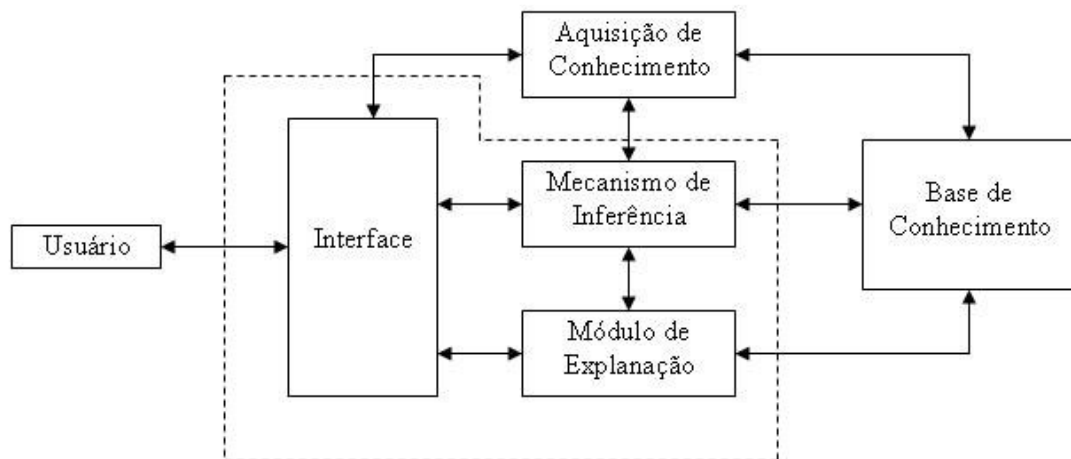 Aquisição de
Conhecimento
Mecanismo de
Inferência
Base de
Conhecimento
Usuário
Interface
Módulo de
Explanação